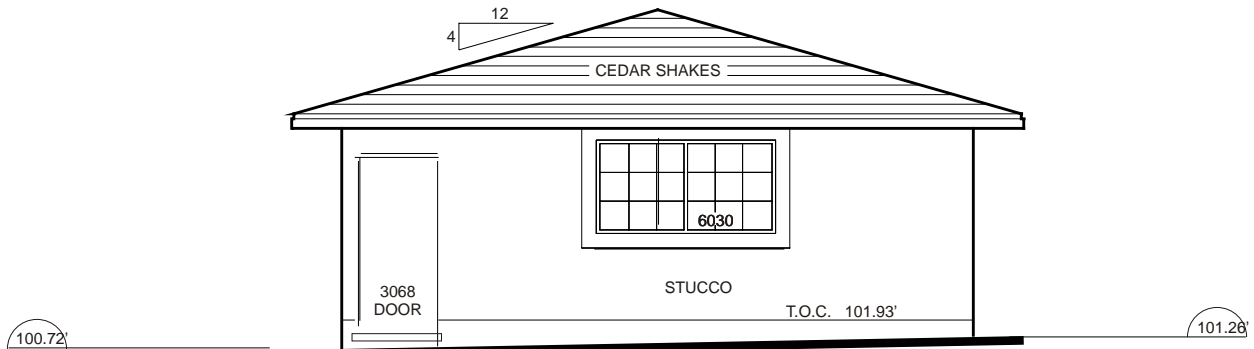 12
4
CEDAR SHAKES
6030
STUCCO
3068
DOOR
T.O.C. 101.93'
100.72'
101.26'